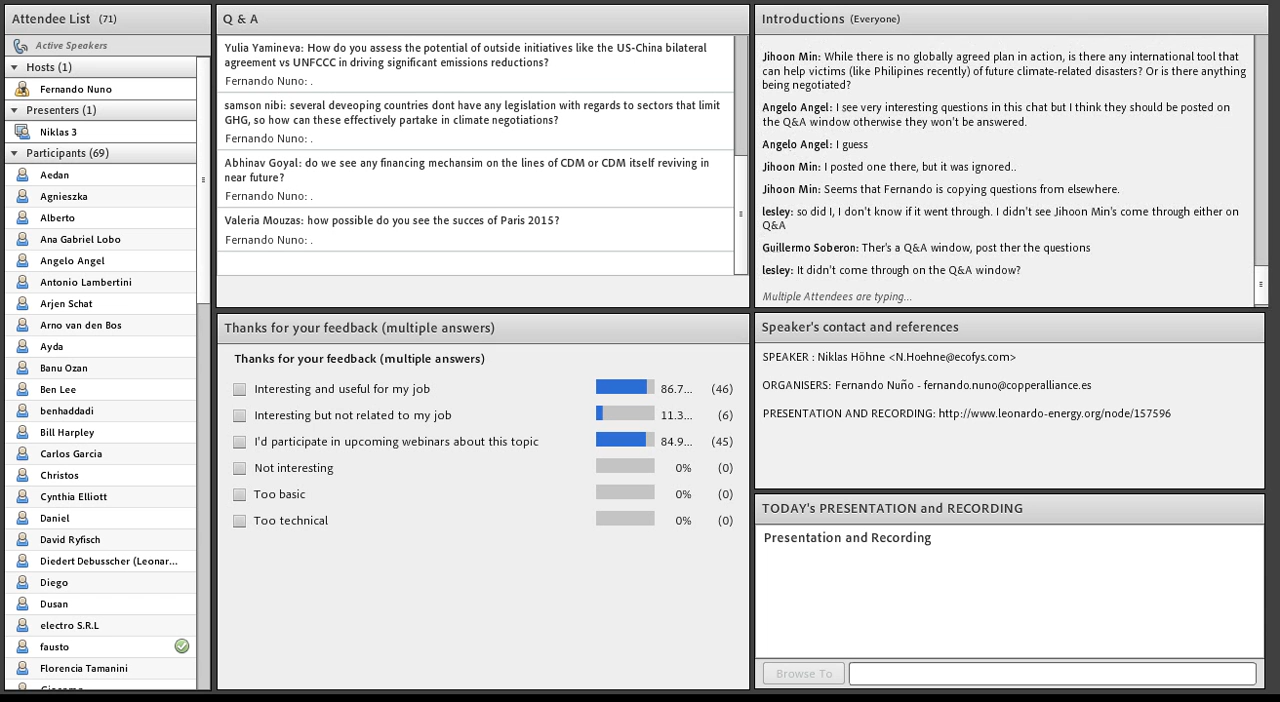 Attendee List (71)
Active Speakers
Hosts (1)
Fernando Nuno
Presenters (1)
Niklas 3
Participants (69)
Aedan
Agnieszka
Alberto
Ana Gabriel Lobo
Angelo Angel
Antonio Lambertini
Arjen Schat
Arno van den Bos
Ayda
Banu Ozan
Ben Lee
benhaddadi
Bill Harpley
Carlos Garcia
Christos
Cynthia Elliott
Daniel
David Ryfisch
Diedert Debusscher (Leonar...
Diego
Dusan
electro S.R.L
fausto
Florencia Tamanini
Q & A
Yulia Yamineva: How do you assess the potential of outside initiatives like the US-China bilateral
agreement vs UNFCCC in driving significant emissions reductions?
Fernando Nuno: .
samson nibi: several deveoping countries dont have any legislation with regards to sectors that limit
GHG, so how can these effectively partake in climate negotiations?
Fernando Nuno: .
Abhinav Goyal: do we see any financing mechansim on the lines of CDM or CDM itself reviving in
near future?
Fernando Nuno: .
Valeria Mouzas: how possible do you see the succes of Paris 2015?
Fernando Nuno: .
Thanks for your feedback (multiple answers)
Thanks for your feedback (multiple answers)
Interesting and useful for my job 86.7... (46)
Interesting but not related to my job 11.3... (6)
I'd participate in upcoming webinars about this topic 84.9... (45)
Not interesting 0% (0)
Too basic 0% (0)
Too technical 0% (0)
Introductions (Everyone)
Jihoon Min: While there is no globally agreed plan in action, is there any international tool that
can help victims (like Philipines recently) of future climate-related disasters? Or is there anything
being negotiated?
Angelo Angel: I see very interesting questions in this chat but I think they should be posted on
the Q&A window otherwise they won't be answered.
Angelo Angel: I guess
Jihoon Min: I posted one there, but it was ignored..
Jihoon Min: Seems that Fernando is copying questions from elsewhere.
lesley: so did I, I don't know if it went through. I didn't see Jihoon Min's come through either on
Q&A
Guillermo Soberon: Ther's a Q&A window, post ther the questions
lesley: It didn't come through on the Q&A window?
Multiple Attendees are typing...
Speaker's contact and references
SPEAKER : Niklas Höhne <N.Hoehne@ecofys.com>
ORGANISERS: Fernando Nuño - fernando.nuno@copperalliance.es
PRESENTATION AND RECORDING: http://www.leonardo-energy.org/node/157596
TODAY's PRESENTATION and RECORDING
Presentation and Recording
Browse To